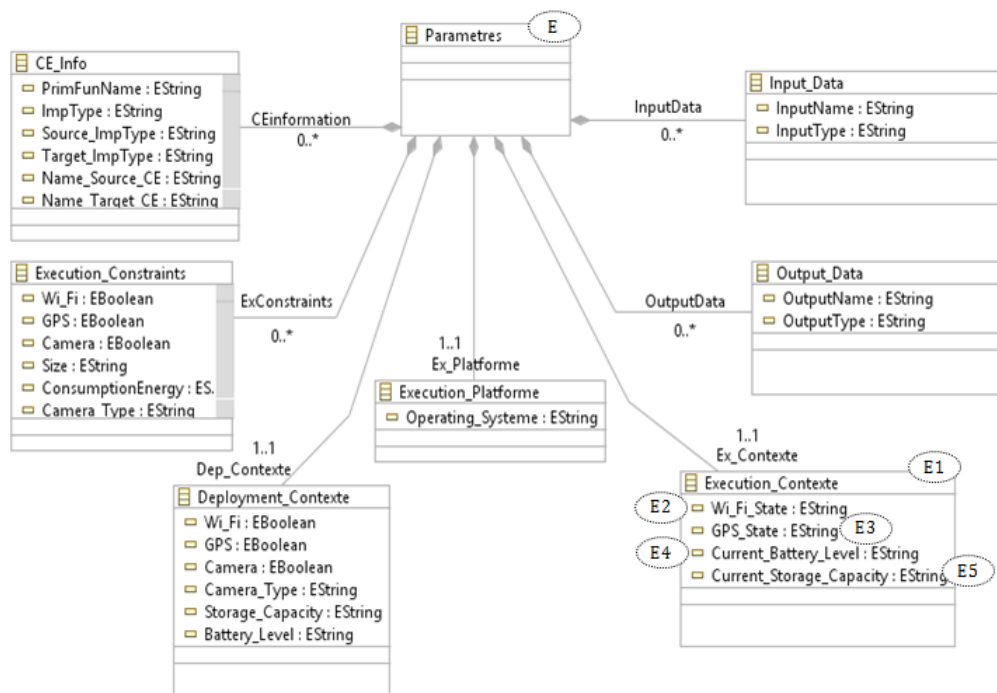 Parametres
E
CE_Info
PrimFunName : EString
ImpType : EString
Source_ImpType : EString
Target_ImpType : EString
Name_Source_CE : EString
Name_Target_CE : EString
CEinformation
0..*
InputData
0..*
Input_Data
InputName : EString
InputType : EString
Execution_Constraints
Wi_Fi : EBoolean
GPS : EBoolean
Camera : EBoolean
Size : EString
ConsumptionEnergy : ES.
Camera_Type : EString
ExConstraints
0..*
OutputData
0..*
Output_Data
OutputName : EString
OutputType : EString
1..1
Ex_Platforme
Execution_Platforme
Operating_Systeme : EString
1..1
Dep_Contexte
Deployment_Contexte
Wi_Fi : EBoolean
GPS : EBoolean
Camera : EBoolean
Camera_Type : EString
Storage_Capacity : EString
Battery_Level : EString
1..1
Ex_Contexte
E1
Execution_Contexte
E2
Wi_Fi_State : EString
GPS_State : EString
E3
E4
Current_Battery_Level : EString
Current_Storage_Capacity : EString
E5